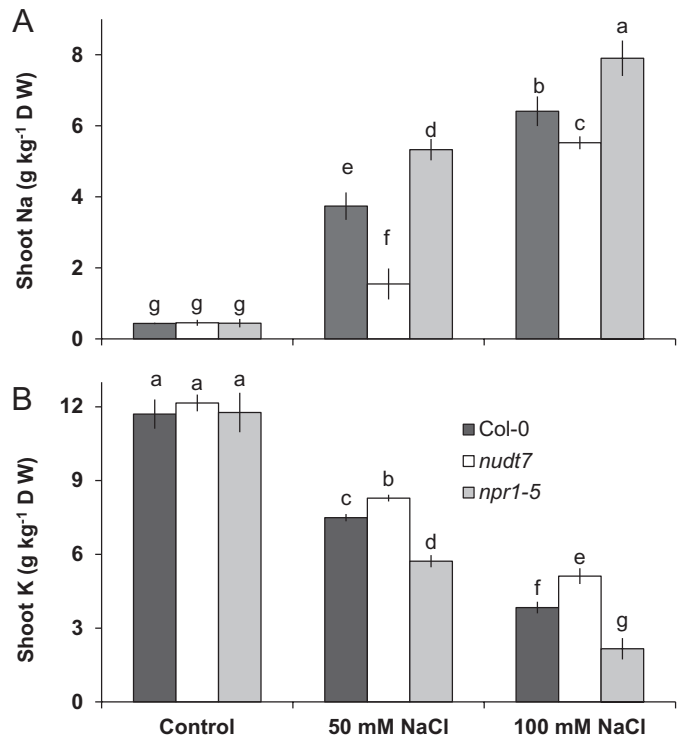 A
Shoot Na (g kg⁻¹ D W)
8
6
4
2
0
g g g
e
f
d
b
c
a
B
Shoot K (g kg⁻¹ D W)
12
9
6
3
0
a a a
c
b
d
f
e
g
Col-0
nudt7
npr1-5
Control 50 mM NaCl 100 mM NaCl